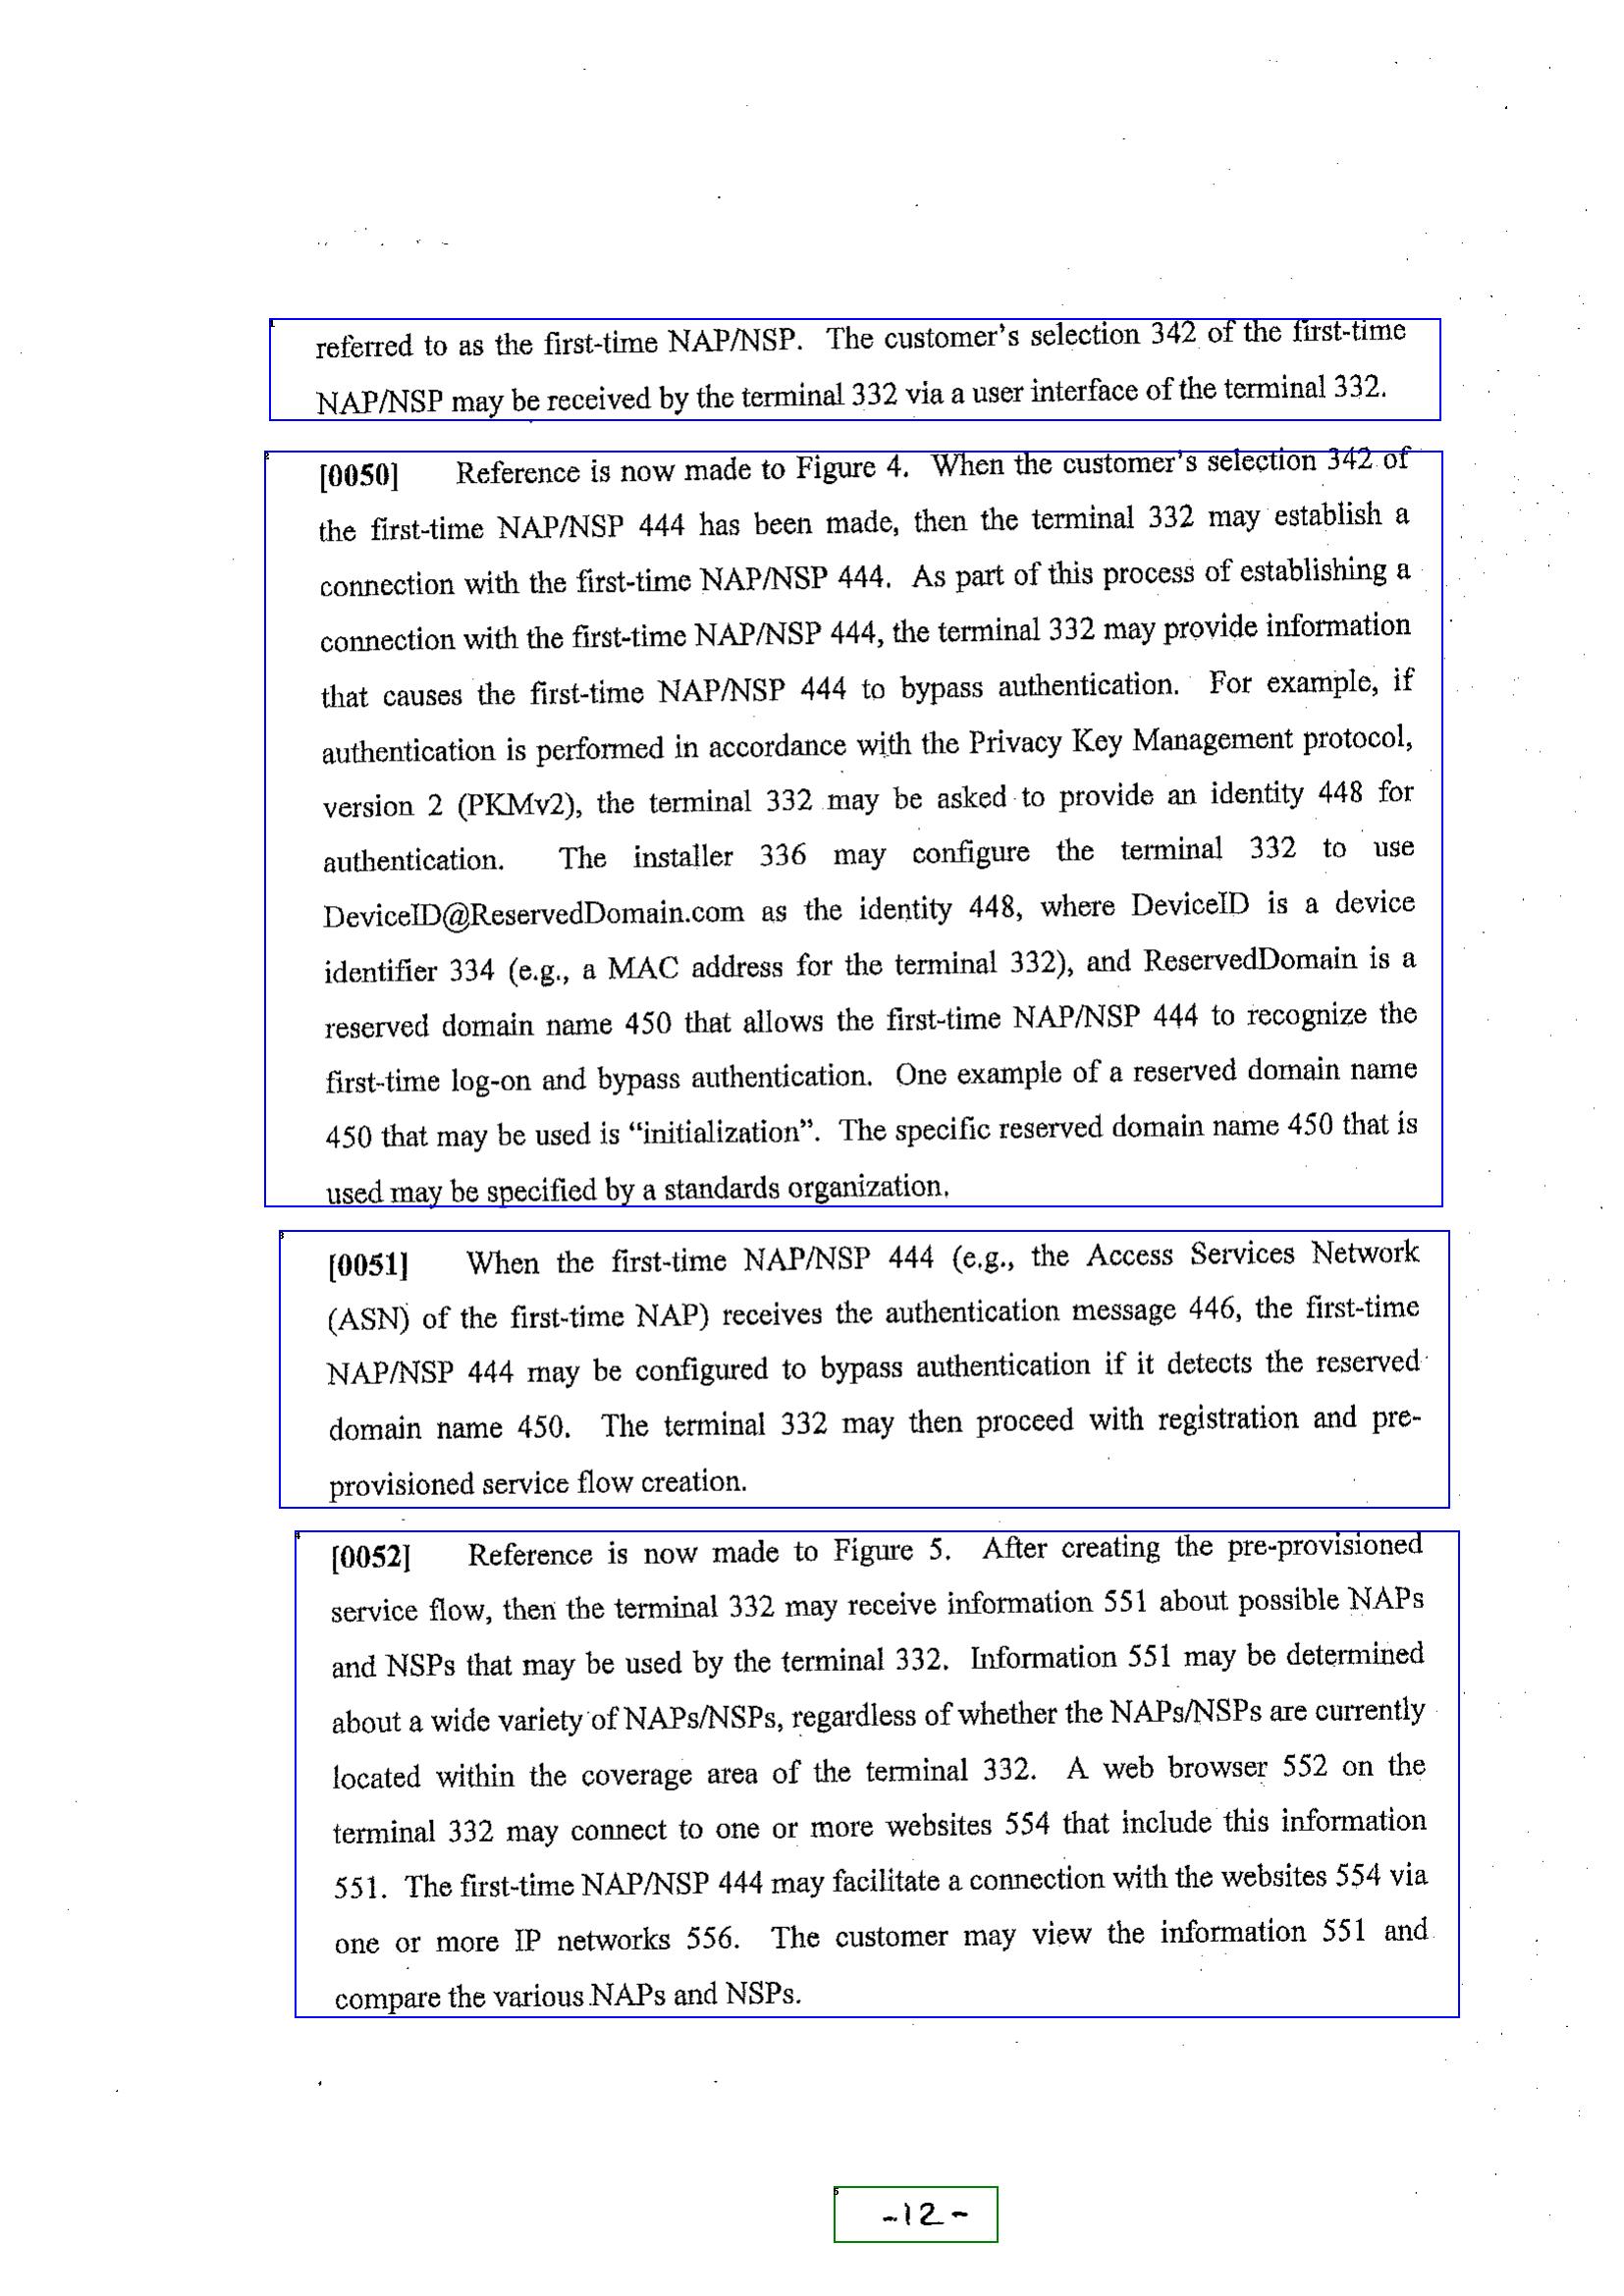 referred to as the first-time NAP/NSP. The customer's selection 342 of the first-time
NAP/NSP may be received by the terminal 332 via a user interface of the terminal 332.
[0050] Reference is now made to Figure 4. When the customer's selection 342 of
the first-time NAP/NSP 444 has been made, then the terminal 332 may establish a
connection with the first-time NAP/NSP 444. As part of this process of establishing a
connection with the first-time NAP/NSP 444, the terminal 332 may provide information
that causes the first-time NAP/NSP 444 to bypass authentication. For example, if
authentication is performed in accordance with the Privacy Key Management protocol,
version 2 (PKMv2), the terminal 332 may be asked to provide an identity 448 for
authentication. The installer 336 may configure the terminal 332 to use
DeviceID@ReservedDomain.com as the identity 448, where DeviceID is a device
identifier 334 (e.g., a MAC address for the terminal 332), and ReservedDomain is a
reserved domain name 450 that allows the first-time NAP/NSP 444 to recognize the
first-time log-on and bypass authentication. One example of a reserved domain name
450 that may be used is “initialization”. The specific reserved domain name 450 that is
used may be specified by a standards organization.
[0051] When the first-time NAP/NSP 444 (e.g., the Access Services Network
(ASN) of the first-time NAP) receives the authentication message 446, the first-time
NAP/NSP 444 may be configured to bypass authentication if it detects the reserved
domain name 450. The terminal 332 may then proceed with registration and pre-
provisioned service flow creation.
[0052] Reference is now made to Figure 5. After creating the pre-provisioned
service flow, then the terminal 332 may receive information 551 about possible NAPs
and NSPs that may be used by the terminal 332. Information 551 may be determined
about a wide variety of NAPs/NSPs, regardless of whether the NAPs/NSPs are currently
located within the coverage area of the terminal 332. A web browser 552 on the
terminal 332 may connect to one or more websites 554 that include this information
551. The first-time NAP/NSP 444 may facilitate a connection with the websites 554 via
one or more IP networks 556. The customer may view the information 551 and
compare the various NAPs and NSPs.
-12-